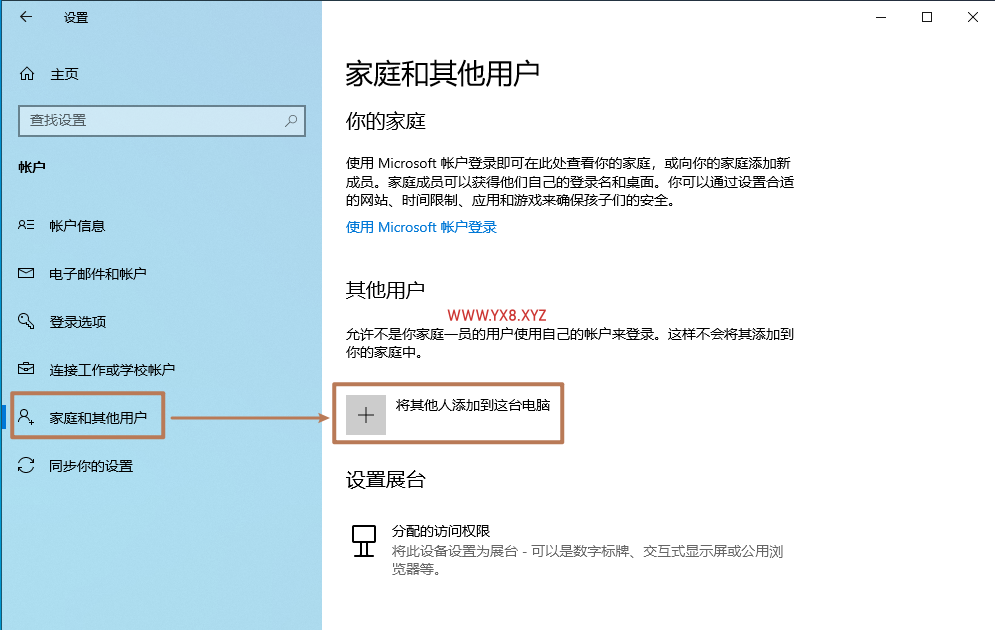 设置
主页
查找设置
帐户
帐户信息
电子邮件和帐户
登录选项
连接工作或学校帐户
家庭和其他用户
同步你的设置
家庭和其他用户
你的家庭
使用 Microsoft 帐户登录即可在此处查看你的家庭，或向你的家庭添加新
成员。家庭成员可以获得他们自己的登录名和桌面。你可以通过设置合适
的网站、时间限制、应用和游戏来确保孩子们的安全。
使用 Microsoft 帐户登录
其他用户
WWW.YX8.XYZ
允许不是你家庭一员的用户使用自己的帐户来登录。这样不会将其添加到
你的家庭中。
将其他人添加到这台电脑
设置展台
分配的访问权限
将此设备设置为展台 - 可以是数字标牌、交互式显示屏或公用浏
览器等。